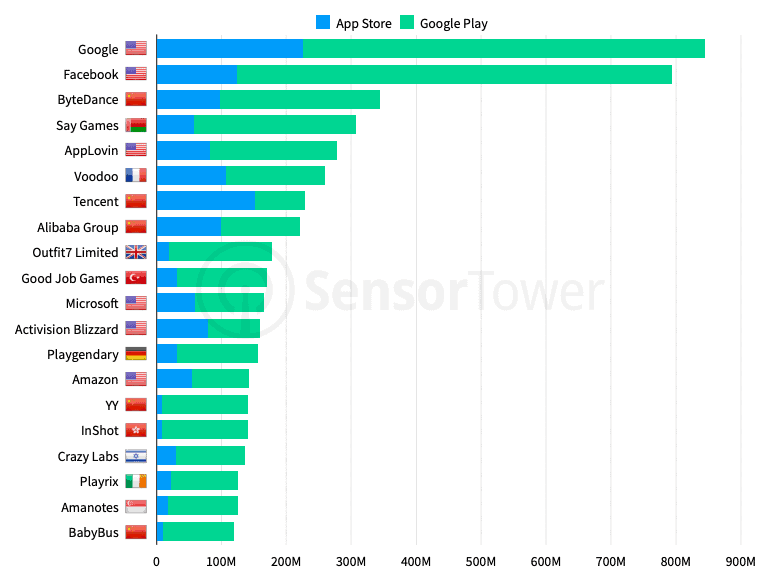 App Store Google Play
Google
Facebook
ByteDance
Say Games
AppLovin
Voodoo
Tencent
Alibaba Group
Outfit7 Limited
Good Job Games
Microsoft
Activision Blizzard
Playgendary
Amazon
YY
InShot
Crazy Labs
Playrix
Amanotes
BabyBus
SensorTower
0 100M 200M 300M 400M 500M 600M 700M 800M 900M